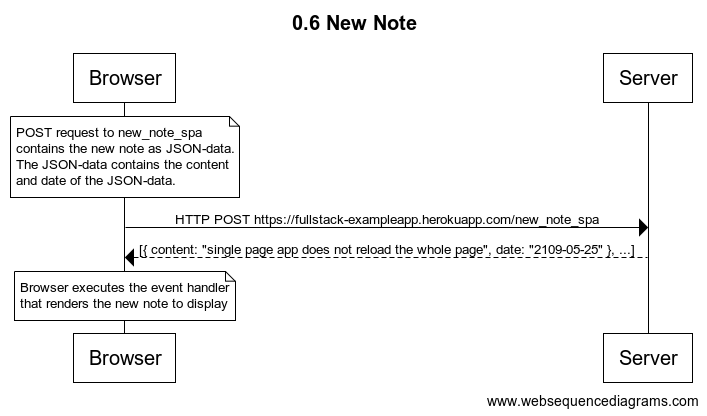 0.6 New Note
Browser
Server
POST request to new_note_spa
contains the new note as JSON-data.
The JSON-data contains the content
and date of the JSON-data.
HTTP POST https://fullstack-exampleapp.herokuapp.com/new_note_spa
[{ content: "single page app does not reload the whole page", date: "2109-05-25" }, ...]
Browser executes the event handler
that renders the new note to display
Browser
Server
www.websequencediagrams.com